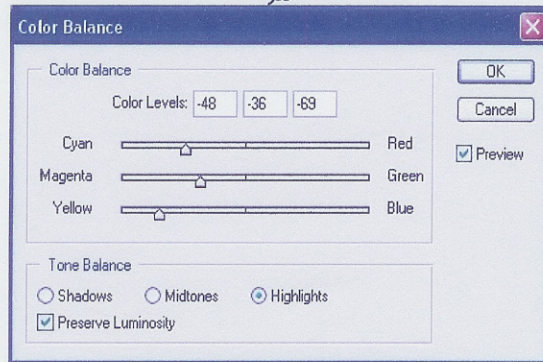 Color Balance
Color Balance
OK
Color Levels: -48 -36 -69
Cancel
Cyan Red
Preview
Magenta Green
Yellow Blue
Tone Balance
Shadows Midtones Highlights
Preserve Luminosity